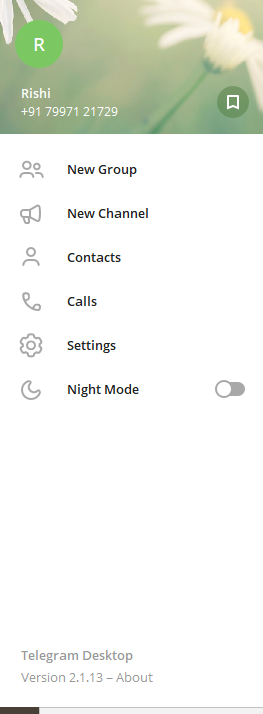 R
Rishi
+91 79971 21729
New Group
New Channel
Contacts
Calls
Settings
Night Mode
Telegram Desktop
Version 2.1.13 – About